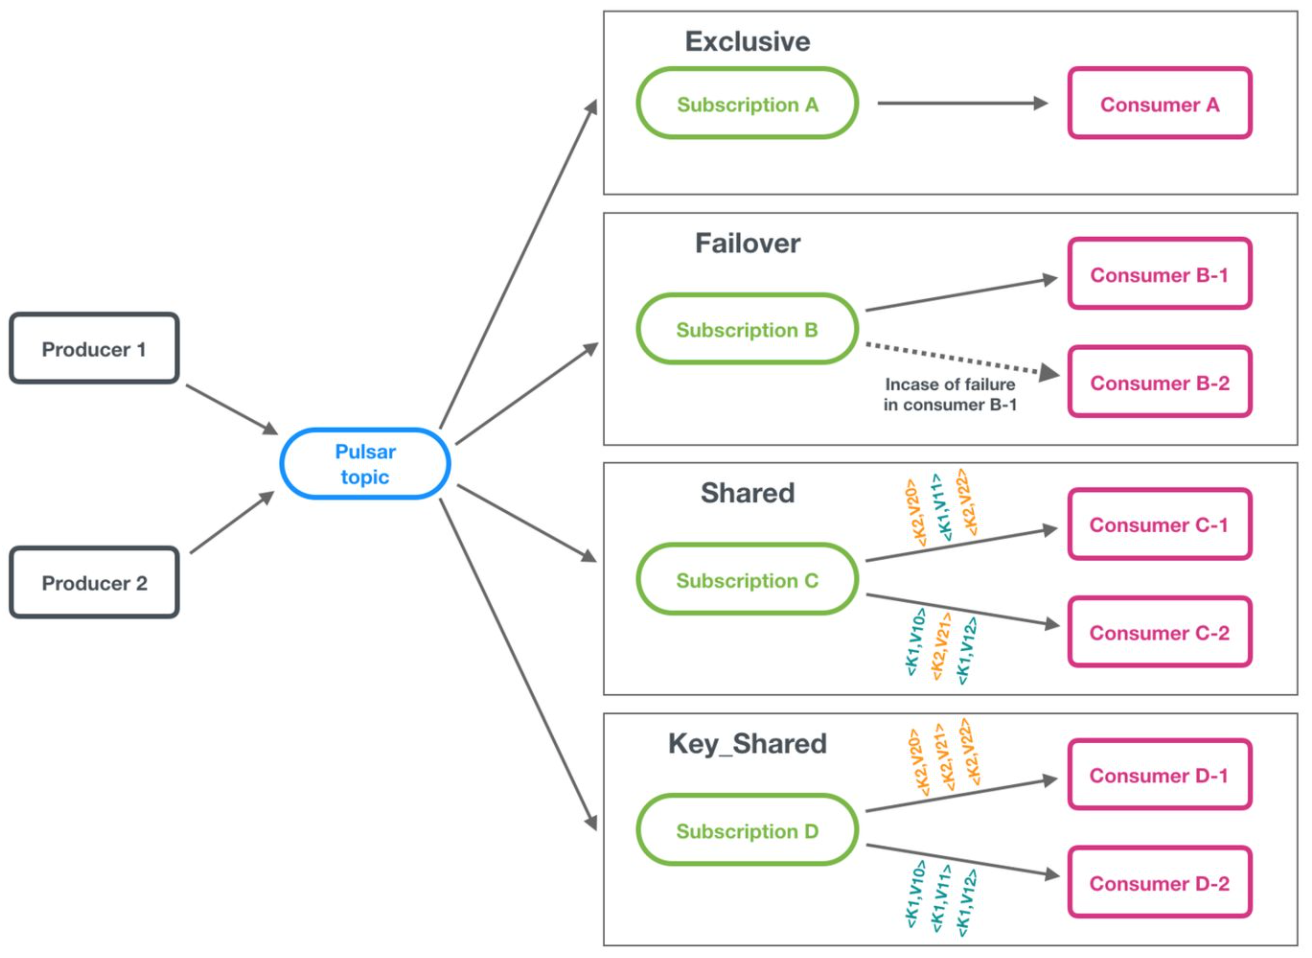 Exclusive
Subscription A
Consumer A
Failover
Subscription B
Consumer B-1
Incase of failure
in consumer B-1
Consumer B-2
Producer 1
Pulsar
topic
Producer 2
Shared
<K2,V20>
<K1,V11>
<K2,V22>
Subscription C
Consumer C-1
<K1,V10>
<K2,V21>
<K1,V12>
Consumer C-2
Key_Shared
<K2,V20>
<K2,V21>
<K2,V22>
Subscription D
Consumer D-1
<K1,V10>
<K1,V11>
<K1,V12>
Consumer D-2